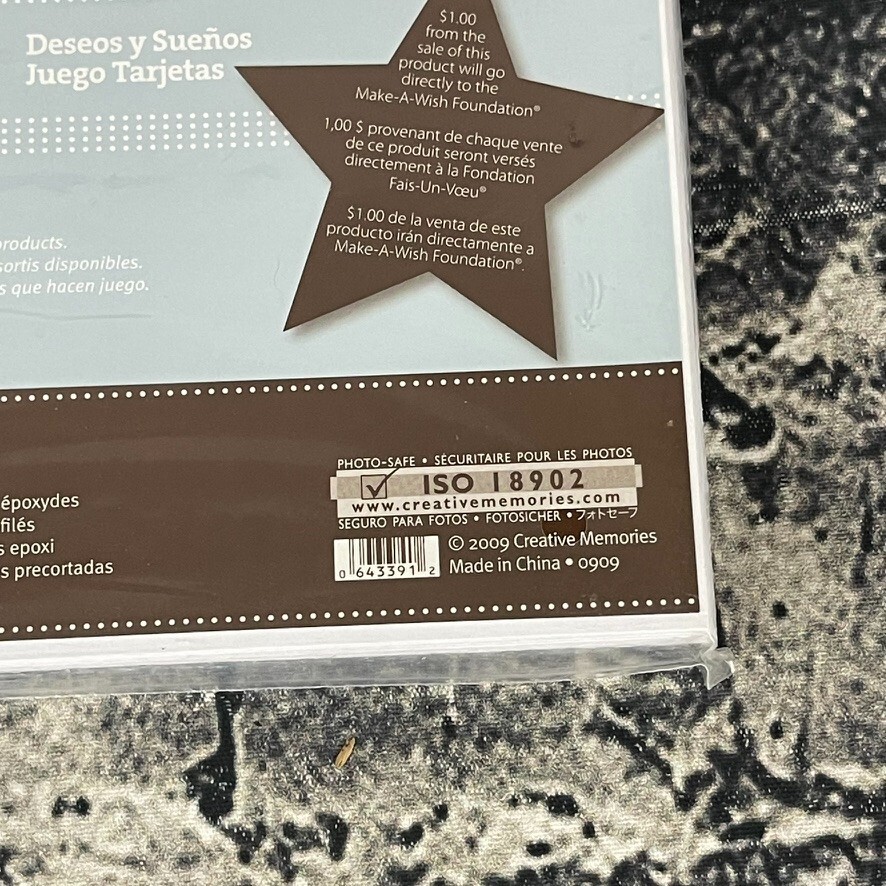 Deseos y Sueños
Juego Tarjetas
$1.00
from the
sale of this
product will go
directly to the
Make-A-Wish Foundation®
1,00 $ provenant de chaque vente
de ce produit seront versés
directement à la Fondation
Fais-Un-Vœu®
$1.00 de la venta de este
producto irán directamente a
Make-A-Wish Foundation®.
products.
sortis disponibles.
s que hacen juego.
époxydes
filés
s epoxi
s precortadas
PHOTO-SAFE • SÉCURITAIRE POUR LES PHOTOS
ISO 18902
www.creativememories.com
SEGURO PARA FOTOS • FOTOSICHER • フォトセーフ
0 643391 2
© 2009 Creative Memories
Made in China • 0909